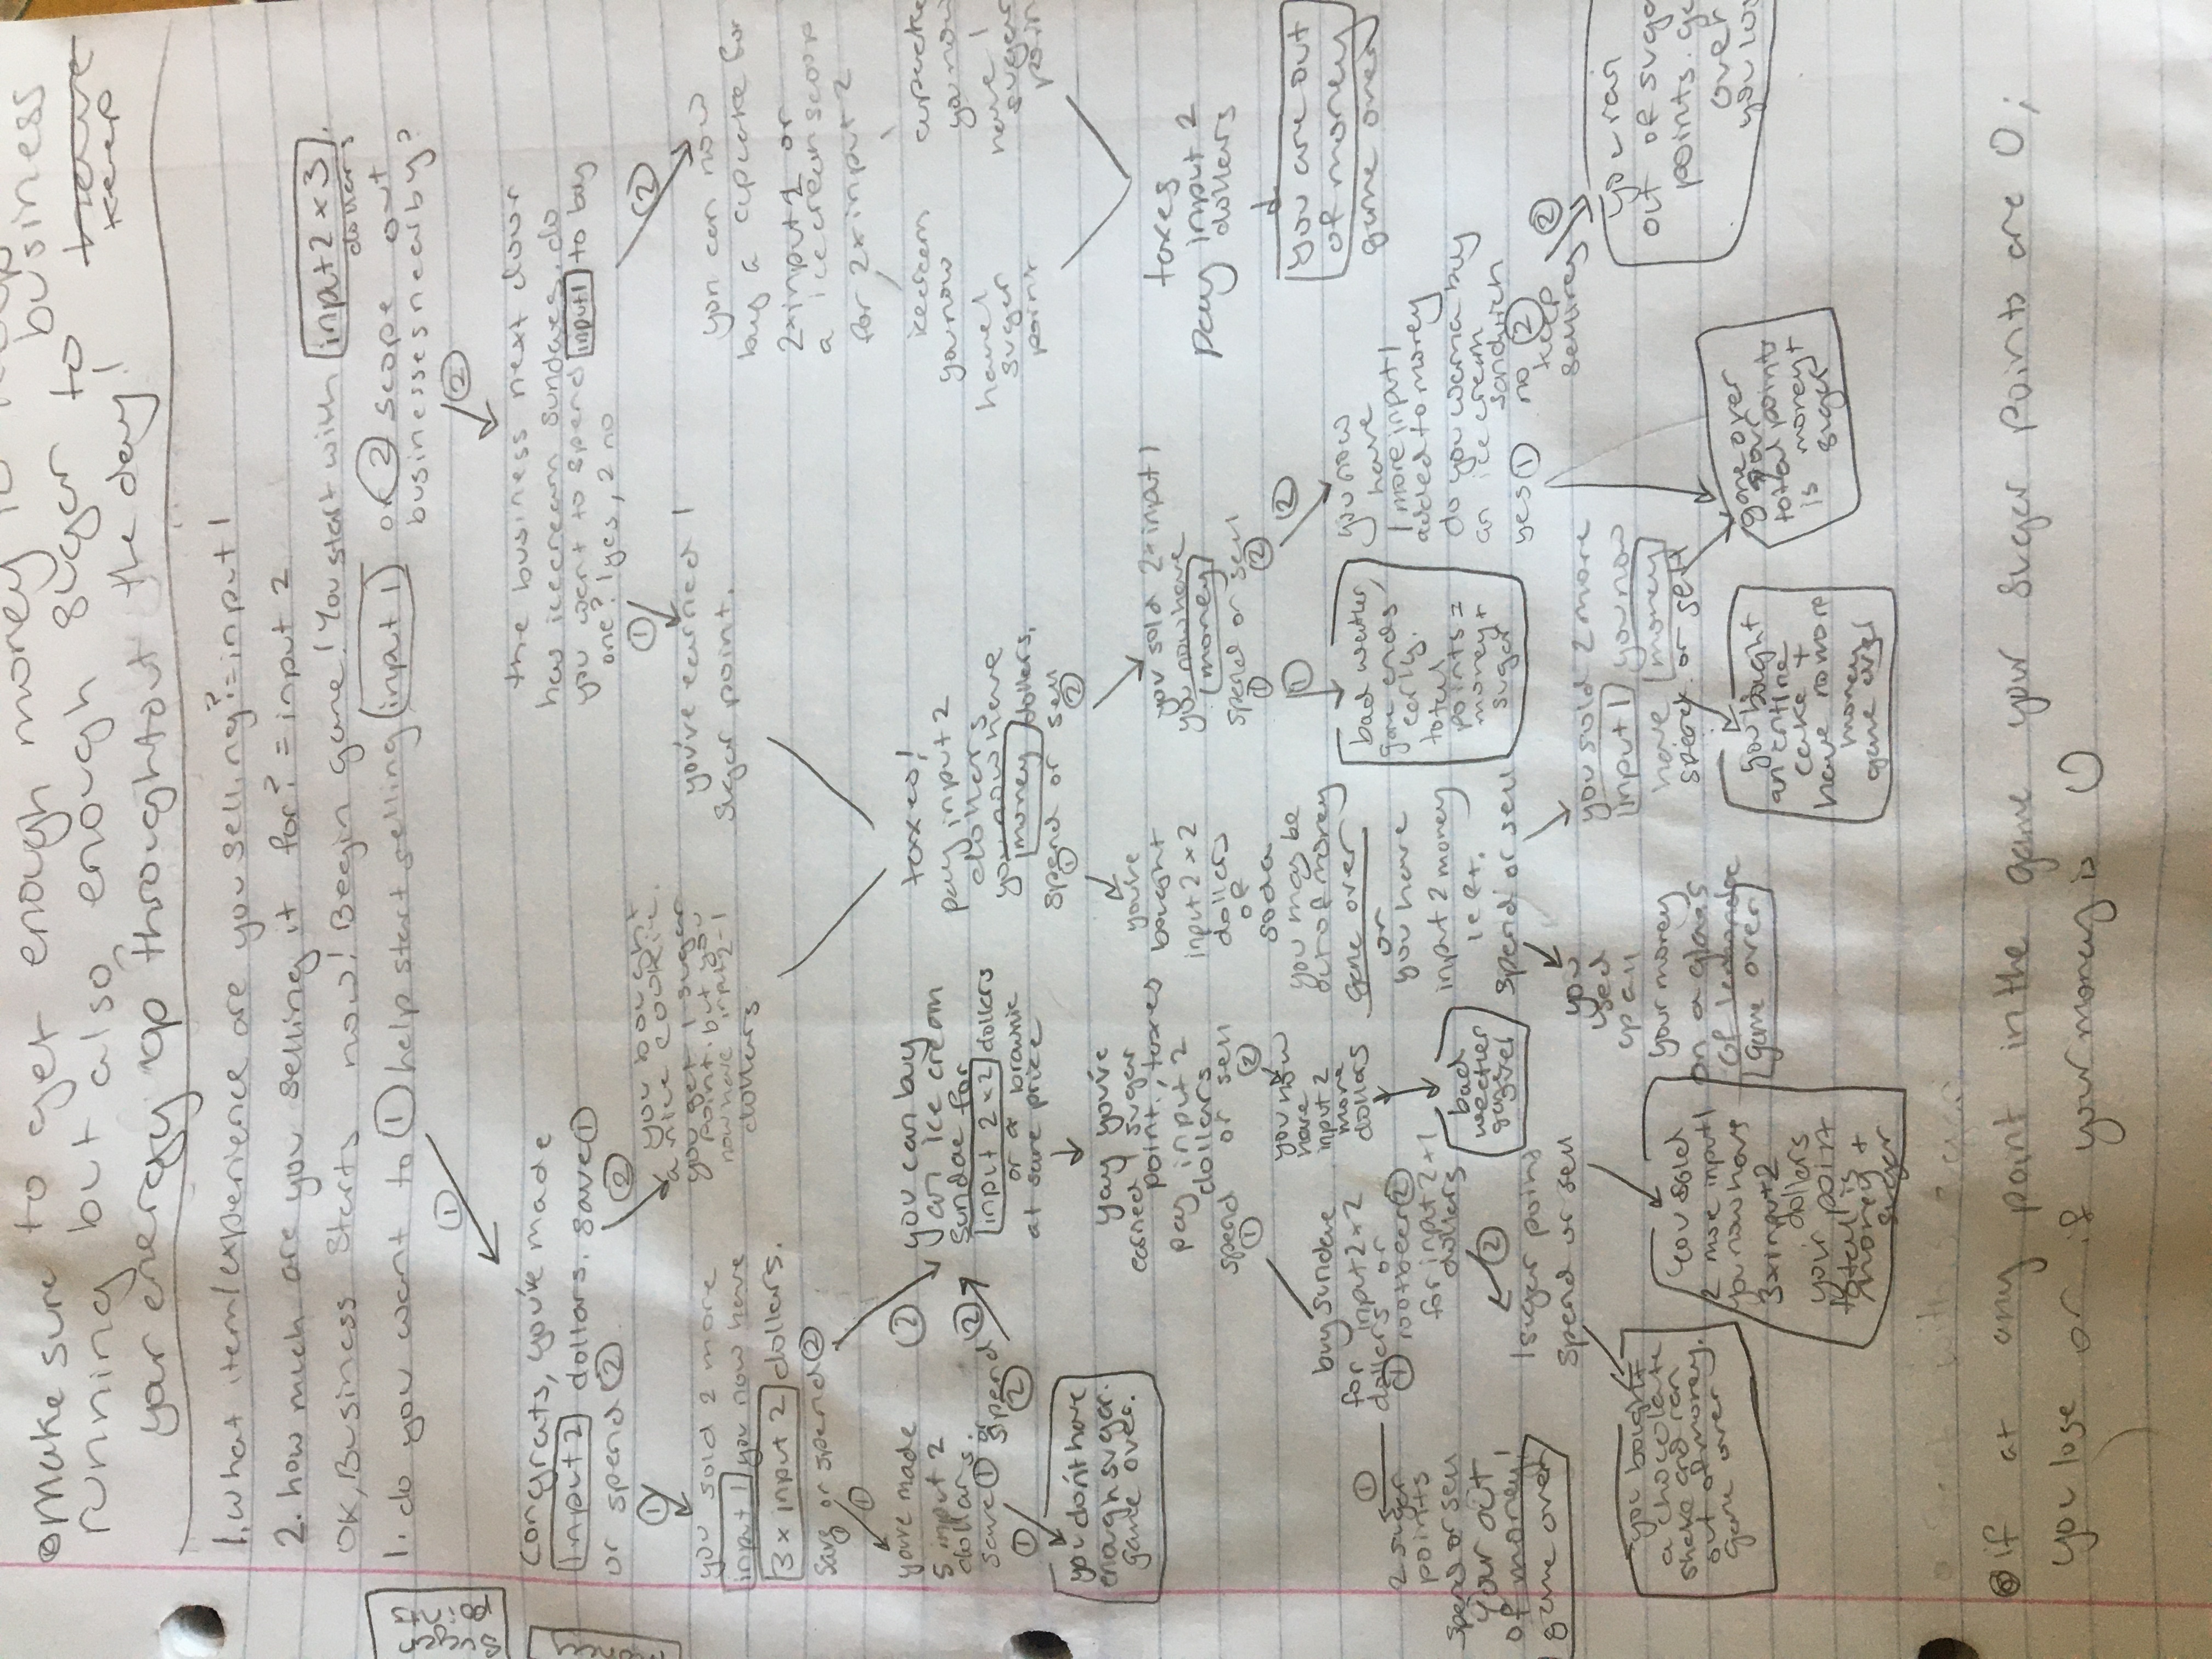 Make sure to get enough money to keep business
running but also enough sugar to have
keep
your energy up throughtout the day!
1. What item/experience are you selling? = input 1
2. how much are you selling it for? = input 2
OK, Business Starts now! Begin game! You start with input 2 x 3
dollars
1. do you want to ① help start selling input 1 or ② scope out
businesses nearby?
Sugar
points
money
①
②
congrats, you've made
input 2 dollars. save ①
or spend ②
the business next door
has icecream sundaes. do
you want to spend input 1 to buy
one? 1 yes, 2 no
①
②
①
②
you sold 2 more
input 1 you now have
3 x input 2 dollars.
Save or spend ②
①
you bought
a nice cookie.
you get 1 sugar
point. but you
now have input 2 - 1
dollars
you've earned 1
sugar point.
you can now
buy a cupcake for
2 x input 2 or
a icecream scoop
for 2 x input 2
①
②
you've made
5 input 2
dollars.
save ① or
spend ②
②
①
you don't have
enough sugar.
game over.
you can buy
an ice cream
sundae for
input 2 x 2 dollars
or a brownie
at same price
taxes!
pay input 2
dollars
you now have
money dollars.
spend or sell
① ②
icecream
you now
have 1
sugar
point
cupcake
you now
have 1
sugar
point
yay you've
earned 1 sugar
point., taxes
pay input 2
dollars
spend or sell
① ②
you've
bought
input 2 x 2
dollars
of
soda
you may be
out of money
game over
or
you have
input 2 money
left.
spend or sell
you sold 2 x input 1
you now have
money
spend or sell
① ②
taxes
pay input 2
dollars
You are out
of money
game over
buy sundae
for input 2 x 2
dollars or
① rootbeer ②
for input 2 + 1
dollars
you now
have
input 2
more
dollars
bad
weather
game
over
①
2 sugar
points
spend or sell
your out
of money!
game over
②
1 sugar point
spend or sell
①
bad weather,
game ends
early.
total
points =
money +
sugar
②
you now
have
1 more input 1
added to money
do you wanna buy
an ice cream
sandwich
yes ① no ②
keep
selling
②
you bought
a chocolate
shake and ran
out of money.
game over
You sold
2 more input 1
you now have
3 x input 2
dollars
your point
total is
money +
sugar
you
used
up all
your money
on a glass
of lemonade
game over
you sold 2 more
input 1 you now
have money
spend or sell
you bought
an entire
cake +
have no more
money
game over
game over
your
total points
is money +
sugar
you ran
out of suga
points. ga
over
you los
if at any point in the game your sugar points are 0;
you lose or if your money is 0